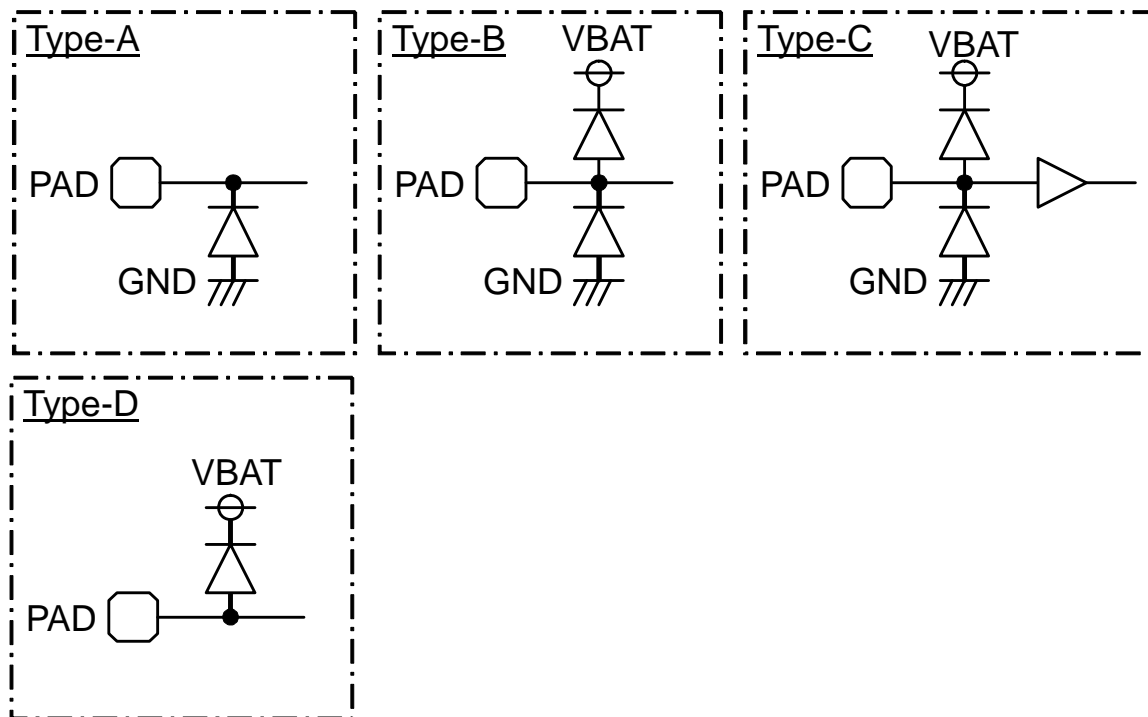 Type-A
PAD
GND
Type-B
VBAT
PAD
GND
Type-C
VBAT
PAD
GND
Type-D
VBAT
PAD